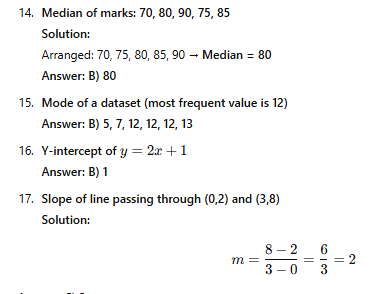 14. Median of marks: 70, 80, 90, 75, 85
Solution:
Arranged: 70, 75, 80, 85, 90 → Median = 80
Answer: B) 80
15. Mode of a dataset (most frequent value is 12)
Answer: B) 5, 7, 12, 12, 12, 13
16. Y-intercept of y = 2x + 1
Answer: B) 1
17. Slope of line passing through (0,2) and (3,8)
Solution:
m = \frac{8 - 2}{3 - 0} = \frac{6}{3} = 2